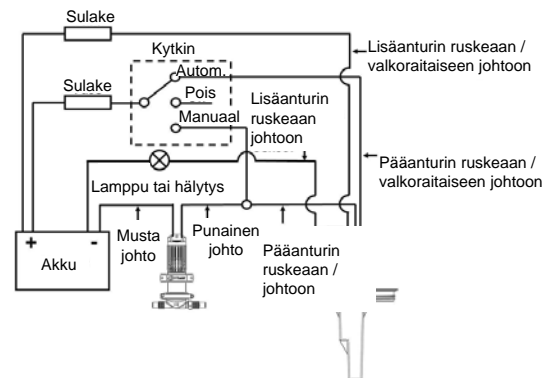 Sulake
Kytkin
Autom.
Lisäanturin ruskeaan /
valkoraitaiseen johtoon
Sulake
Pois
Lisäanturin
ruskeaan
johtoon
Manuaal
Pääanturin ruskeaan /
valkoraitaiseen johtoon
Lamppu tai hälytys
+
-
Akku
Musta
johto
Punainen
johto
Pääanturin
ruskeaan /
johtoon